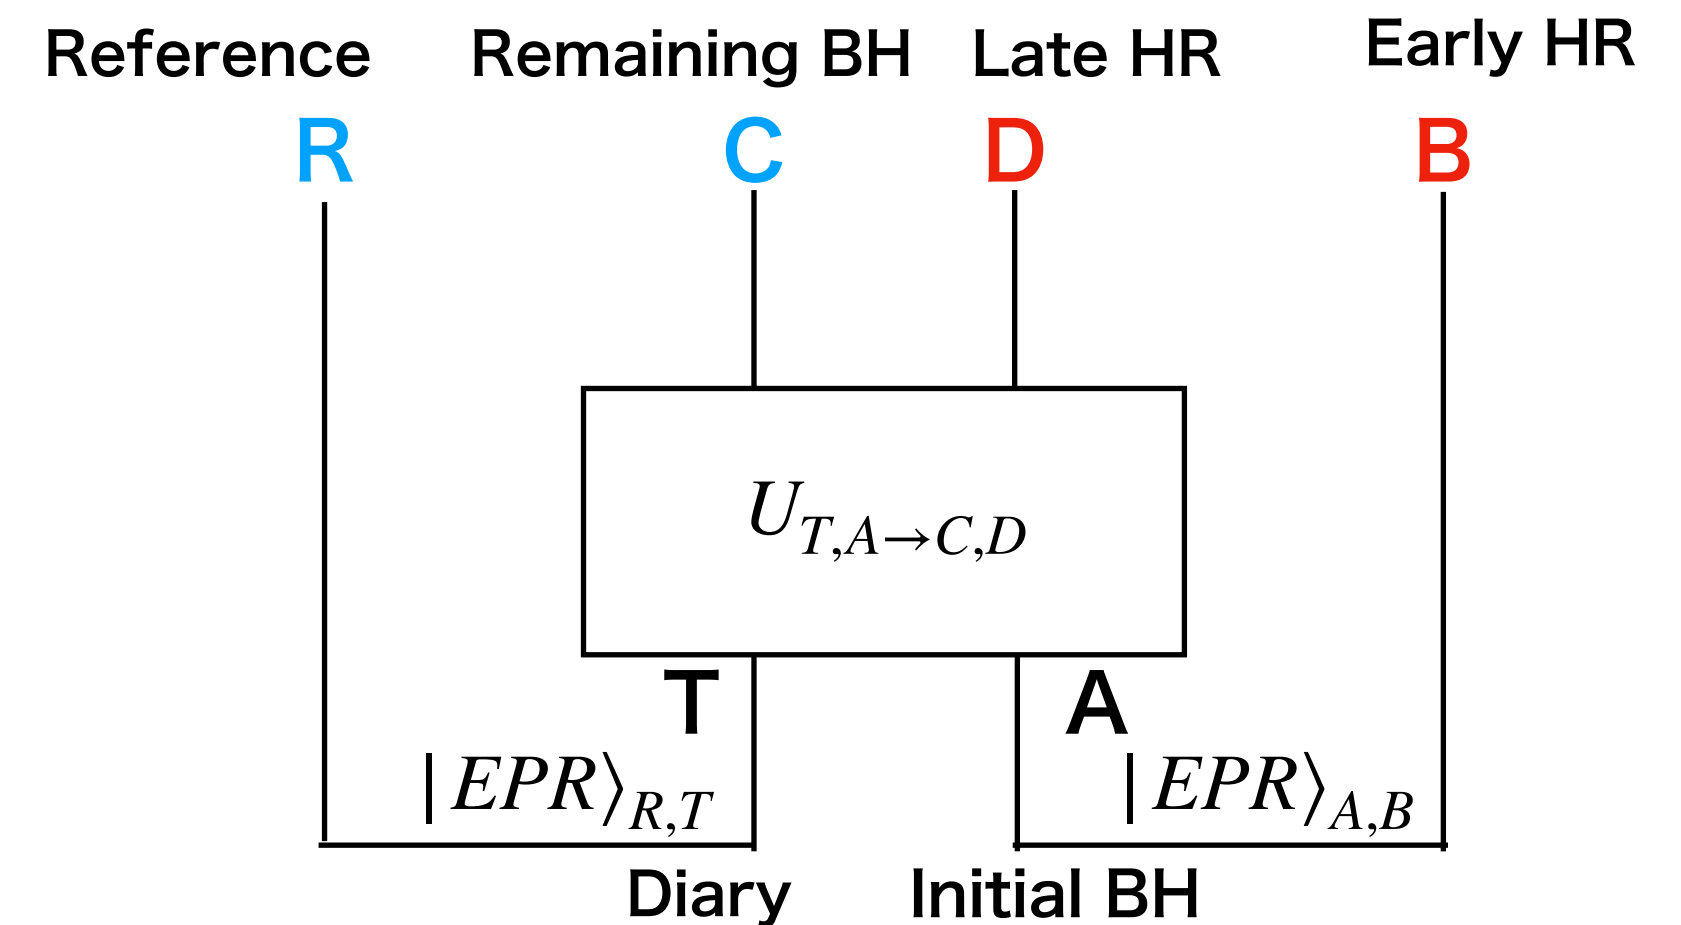 Reference Remaining BH Late HR Early HR
R C D B
U_{T,A→C,D}
T A
|EPR⟩_{R,T} |EPR⟩_{A,B}
Diary Initial BH